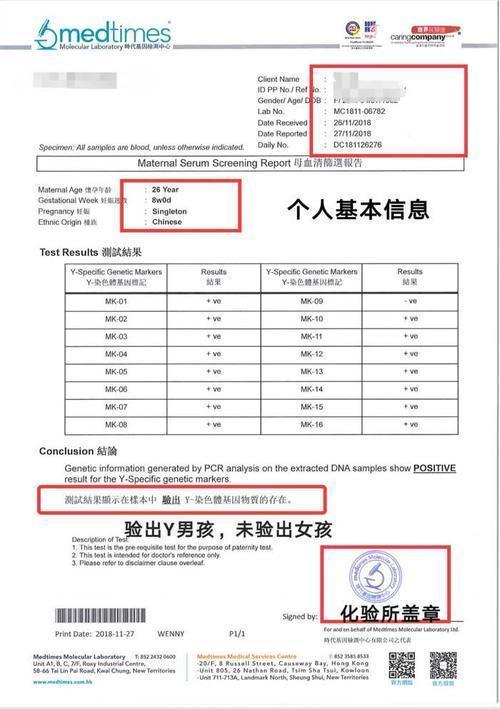 medtimes
Molecular Laboratory 時代基因檢測中心
caringcompany
Client Name :
ID PP No./ Ref No. :
Gender/ Age/ DOB :
Lab No. : MC1811-06782
Date Received : 26/11/2018
Date Reported : 27/11/2018
Daily No. : DC181126276
Specimen: All samples are blood, unless otherwise indicated.
Maternal Serum Screening Report 母血清篩選報告
Maternal Age 懷孕年齡 : 26 Year
Gestational Week 妊娠週數 : 8w0d
Pregnancy 妊娠 : Singleton
Ethnic Origin 種族 : Chinese
个人基本信息
Test Results 測試結果
Y-Specific Genetic Markers Results Y-Specific Genetic Markers Results
Y-染色體基因標記 結果 Y-染色體基因標記 結果
MK-01 + ve MK-09 - ve
MK-02 + ve MK-10 + ve
MK-03 + ve MK-11 + ve
MK-04 + ve MK-12 + ve
MK-05 + ve MK-13 + ve
MK-06 + ve MK-14 + ve
MK-07 + ve MK-15 + ve
MK-08 + ve MK-16 + ve
Conclusion 結論
Genetic information generated by PCR analysis on the extracted DNA samples show POSITIVE
result for the Y-Specific genetic markers.
測試結果顯示在樣本中 驗出 Y-染色體基因物質的存在。
验出Y男孩，未验出女孩
Description of Test:
1. This test is the pre-requisite test for the purpose of paternity test.
2. This test is intended for doctor's reference only.
3. Please refer to disclaimer clause overleaf.
化验所盖章
Signed by:
For and on behalf of Medtimes Molecular Laboratory Ltd.
時代基因檢測中心有限公司之代表
Print Date: 2018-11-27 WENNY P1/1
Medtimes Molecular Laboratory T: 852 2432 0600
Unit A1, B, C, 7/F, Roxy Industrial Centre,
58-66 Tai Lin Pai Road, Kwai Chung, New Territories
www.medtimes.com.hk
Medtimes Medical Services Centre T: 852 3585 8533
-20/F, 8 Russell Street, Causeway Bay, Hong Kong
-Unit 805, 26 Nathan Road, Tsim Sha Tsui, Kowloon
-Unit 711-713A, Landmark North, Sheung Shui, New Territories
官方網站
官方微信